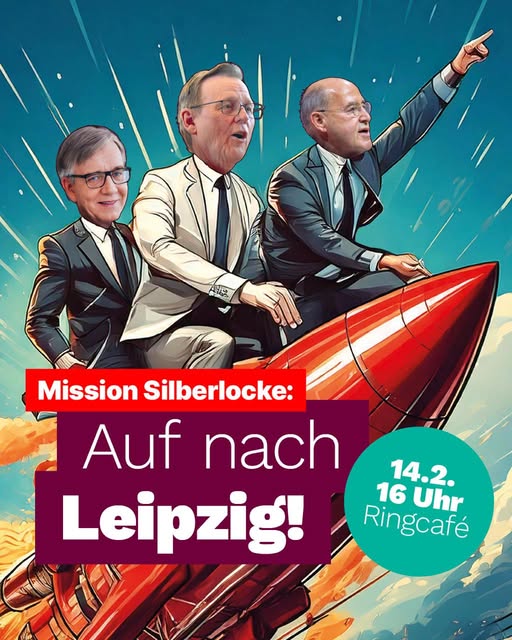 Mission Silberlocke:
Auf nach
Leipzig!
14.2.
16 Uhr
Ringcafé